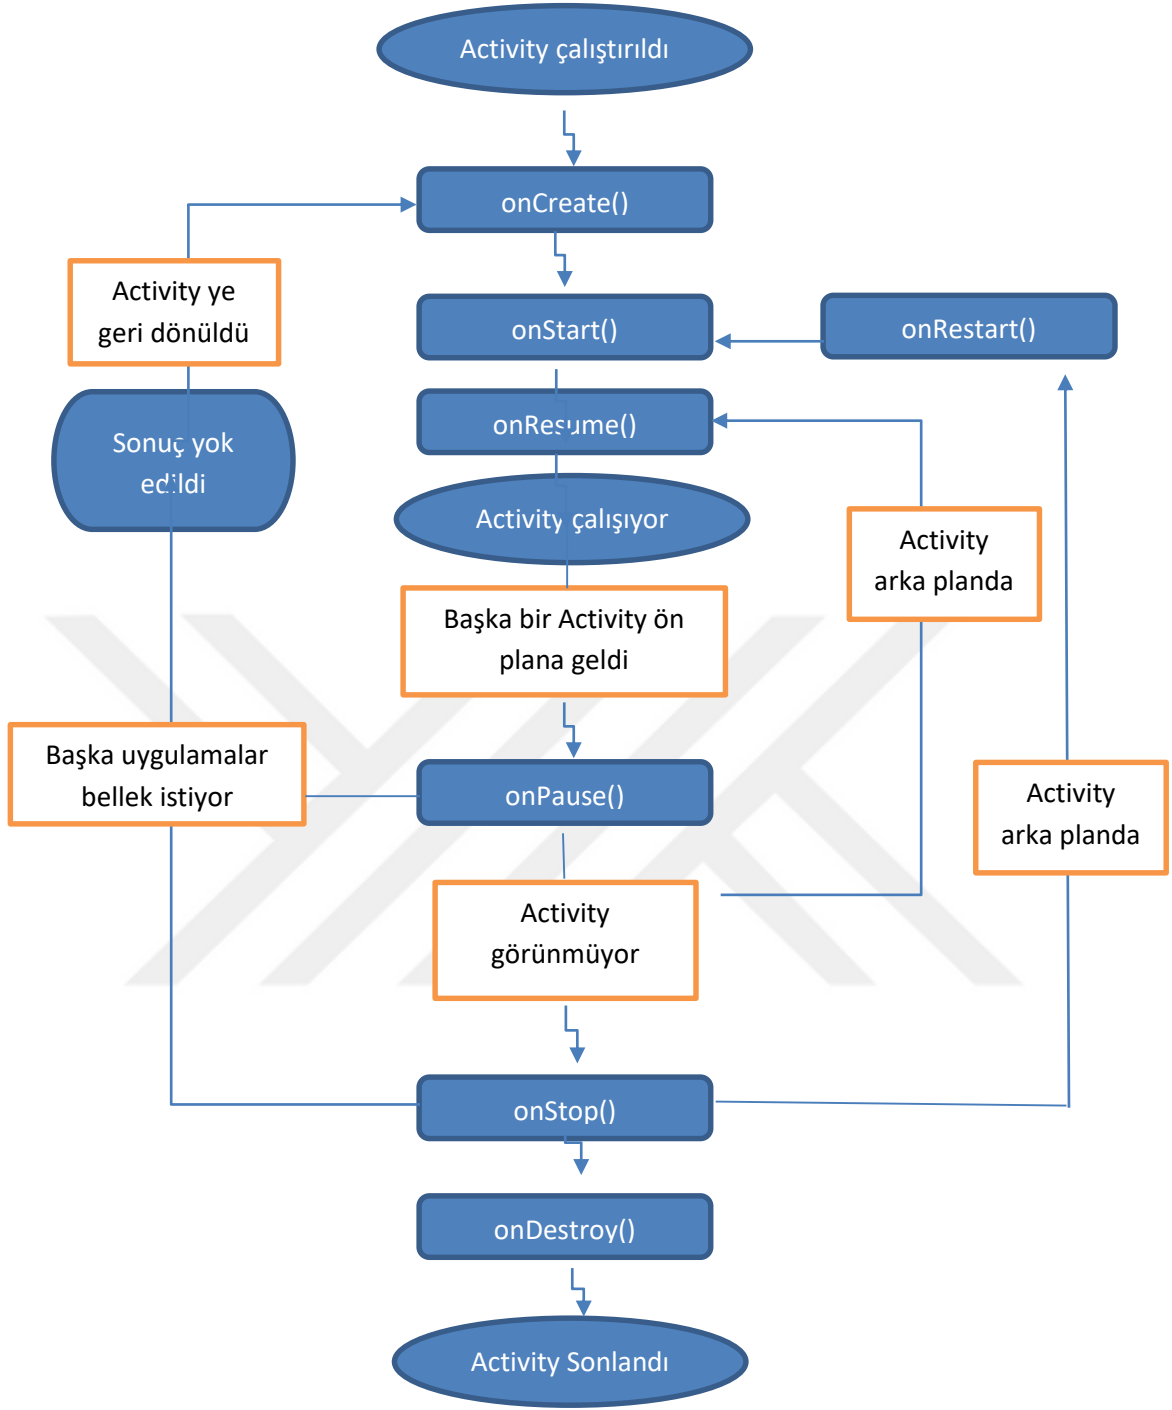 Activity çalıştırıldı
onCreate()
Activity ye
geri dönüldü
onStart()
onRestart()
onResume()
Sonuç yok
edildi
Activity çalışıyor
Activity
arka planda
Başka bir Activity ön
plana geldi
Başka uygulamalar
bellek istiyor
onPause()
Activity
arka planda
Activity
görünmüyor
onStop()
onDestroy()
Activity Sonlandı